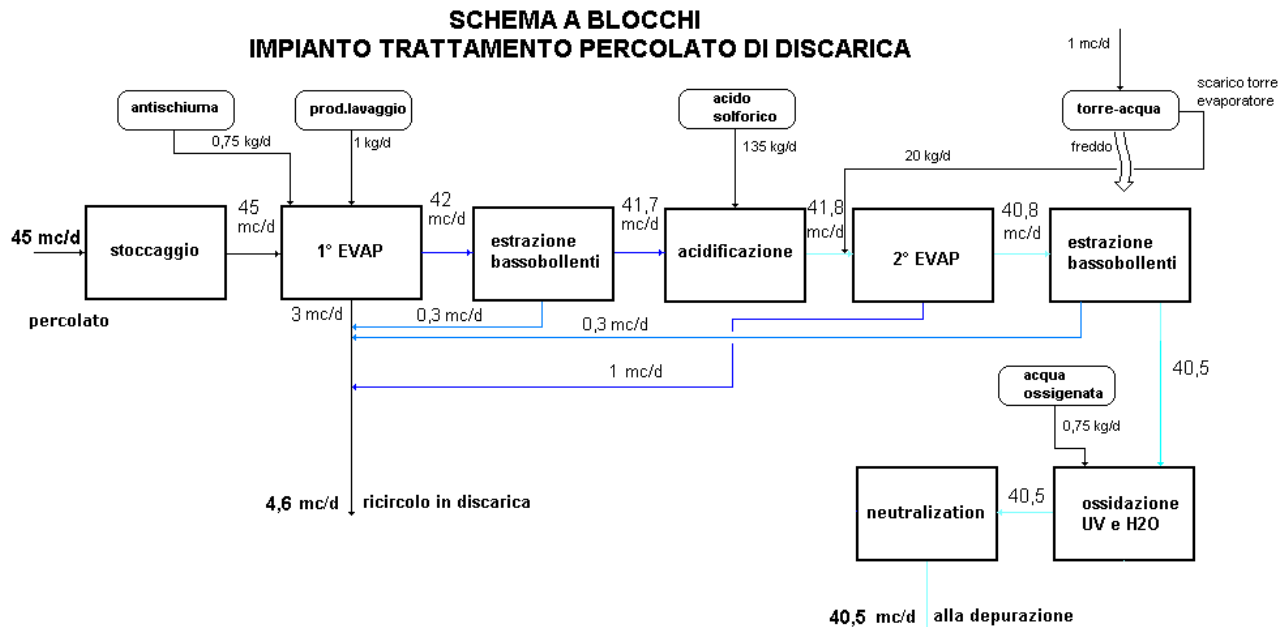 SCHEMA A BLOCCHI
IMPIANTO TRATTAMENTO PERCOLATO DI DISCARICA
1 mc/d
scarico torre
evaporatore
antischiuma
prod.lavaggio
acido
solforico
torre-acqua
0,75 kg/d
1 kg/d
135 kg/d
20 kg/d
freddo
45 mc/d
stoccaggio
45
mc/d
1° EVAP
42
mc/d
estrazione
bassobollenti
41,7
mc/d
acidificazione
41,8
mc/d
2° EVAP
40,8
mc/d
estrazione
bassobollenti
percolato
3 mc/d
0,3 mc/d
0,3 mc/d
1 mc/d
40,5
acqua
ossigenata
0,75 kg/d
4,6 mc/d
ricircolo in discarica
neutralization
40,5
ossidazione
UV e H2O
40,5 mc/d
alla depurazione